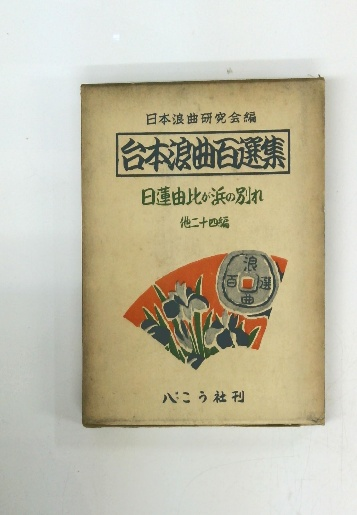 日本浪曲研究会編
台本浪曲百選集
日蓮由比が浜の別れ
他二十四編
浪
百 選
曲
八こう社刊